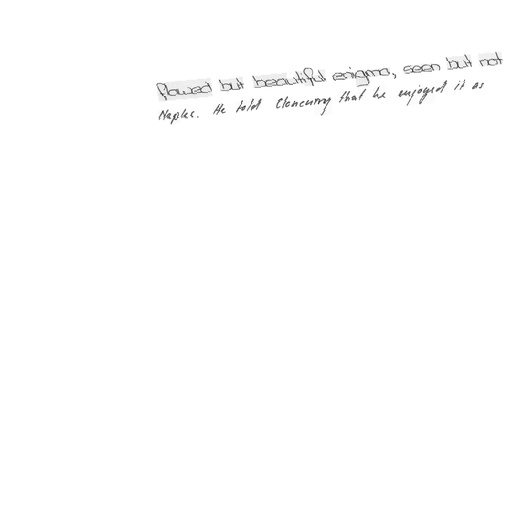 flawed but beautiful enigma, seen but not
Naples. He told Cloncurry that he enjoyed it as